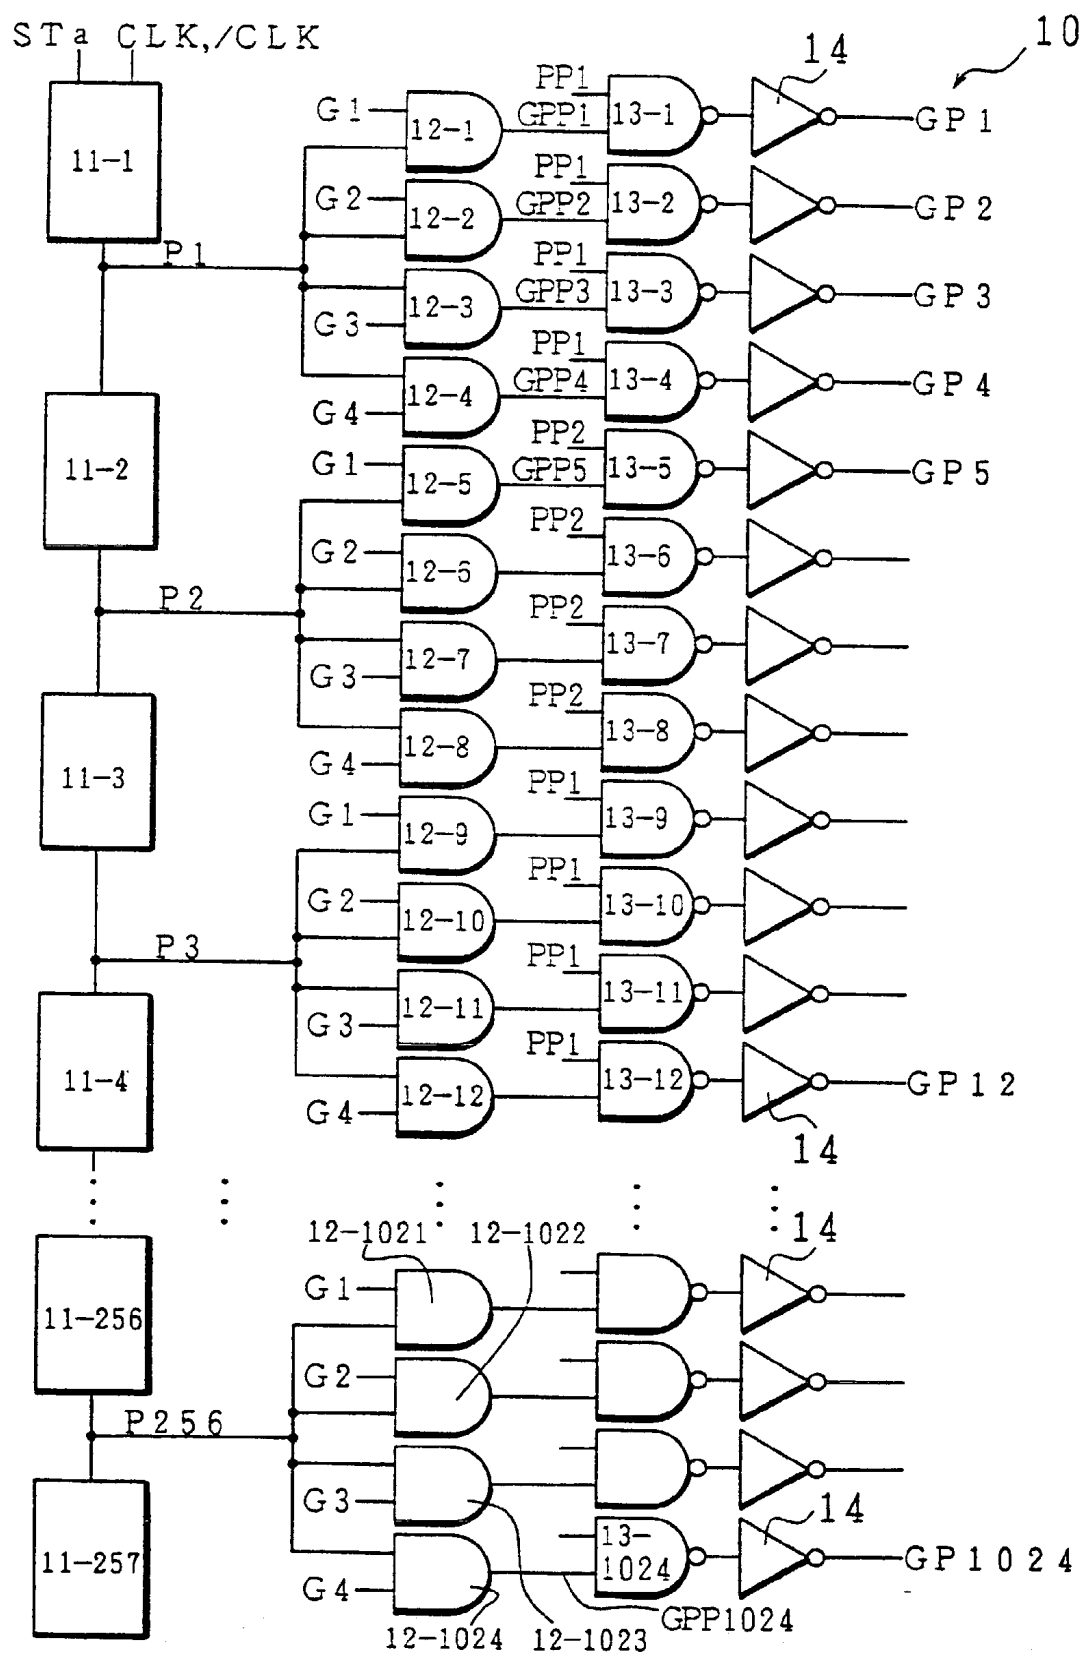 STa CLK,/CLK
10
14
11-1
G1
12-1
PP1
GPP1
13-1
GP1
G2
12-2
PP1
GPP2
13-2
GP2
P1
12-3
G3
PP1
GPP3
13-3
GP3
12-4
G4
PP1
GPP4
13-4
GP4
11-2
G1
12-5
PP2
GPP5
13-5
GP5
G2
12-6
PP2
13-6
P2
12-7
G3
PP2
13-7
12-8
G4
PP2
13-8
11-3
G1
12-9
PP1
13-9
G2
12-10
PP1
13-10
P3
12-11
G3
PP1
13-11
11-4
12-12
G4
PP1
13-12
GP12
14
12-1021
12-1022
14
11-256
G1
G2
P256
G3
14
11-257
13-
1024
GP1024
G4
GPP1024
12-1024
12-1023